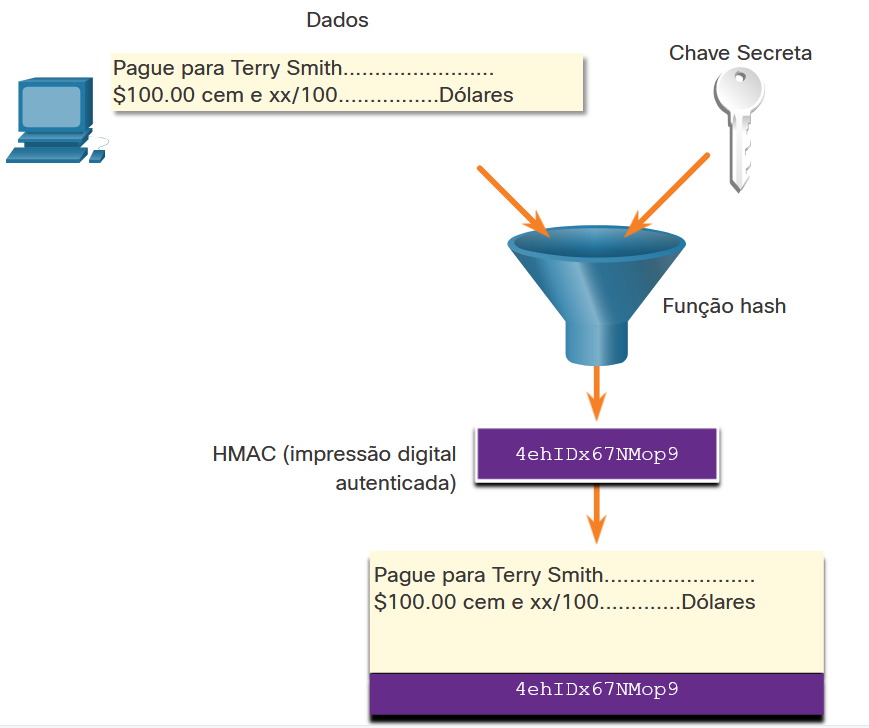 Dados
Pague para Terry Smith........................
$100.00 cem e xx/100................Dólares
Chave Secreta
Função hash
HMAC (impressão digital
autenticada)
4ehIDx67NMop9
Pague para Terry Smith........................
$100.00 cem e xx/100.............Dólares
4ehIDx67NMop9